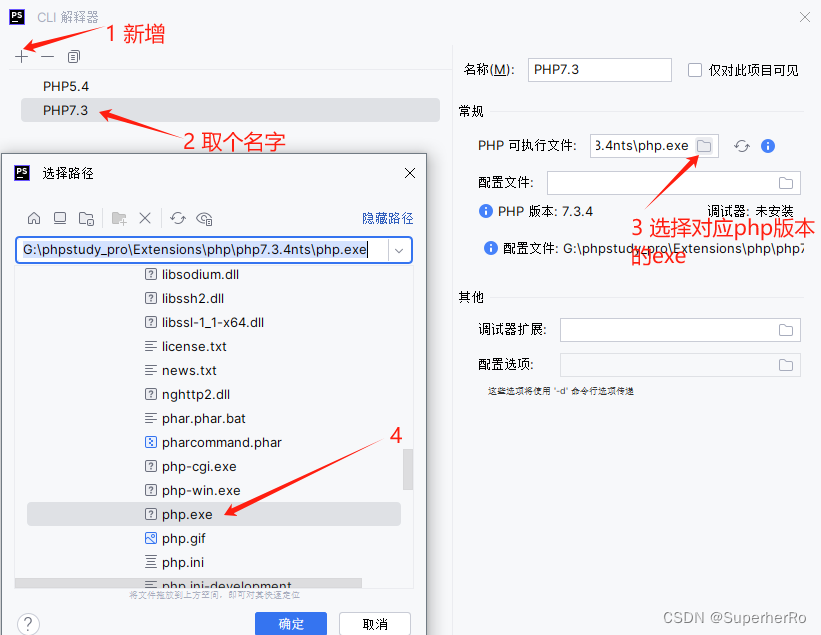 PS CLI 解释器
1 新增
PHP5.4
PHP7.3
2 取个名字
名称(M): PHP7.3 仅对此项目可见
常规
PHP 可执行文件: 3.4nts\php.exe
配置文件:
PHP 版本: 7.3.4 调试器: 未安装
3 选择对应php版本
的exe
配置文件: G:\phpstudy_pro\Extensions\php\php7
其他
调试器扩展:
配置选项:
这些选项将使用 '-d' 命令行选项传递
PS 选择路径
隐藏路径
G:\phpstudy_pro\Extensions\php\php7.3.4nts\php.exe
libsodium.dll
libssh2.dll
libssl-1_1-x64.dll
license.txt
news.txt
nghttp2.dll
phar.phar.bat
pharcommand.phar
4
php-cgi.exe
php-win.exe
php.exe
php.gif
php.ini
php.ini-development
将文件拖放到上方空间，即可对其快速定位
?
确定
取消
CSDN @SuperherRo